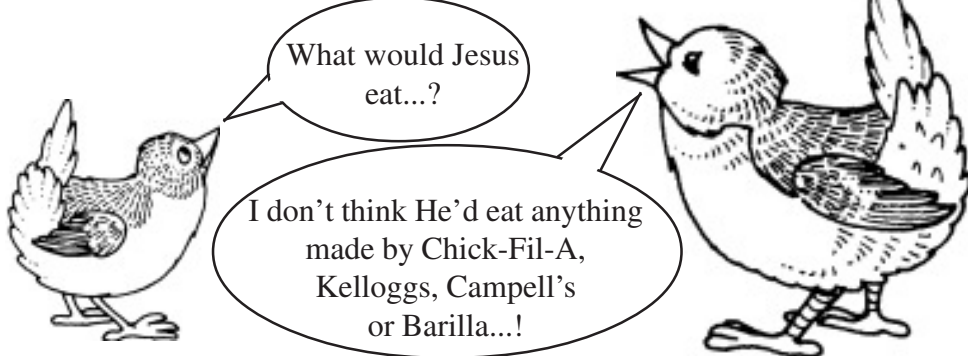 What would Jesus
eat...?
I don’t think He’d eat anything
made by Chick-Fil-A,
Kelloggs, Campell’s
or Barilla...!